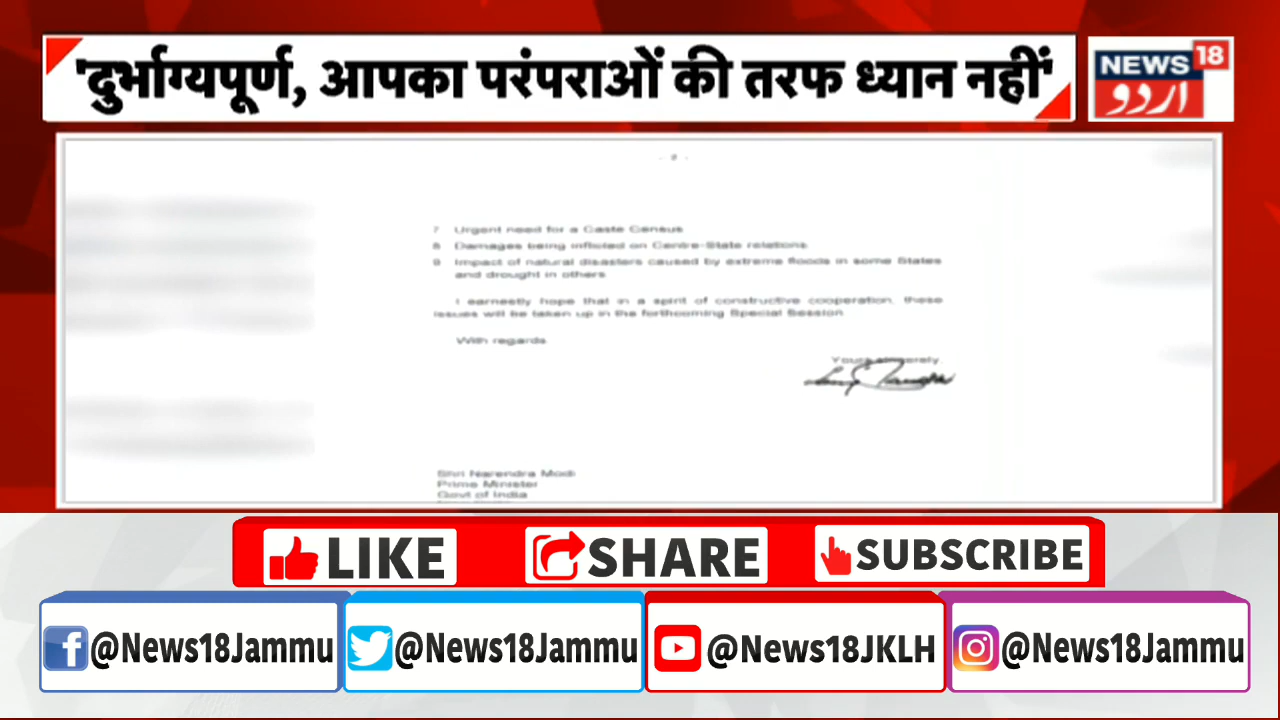 'दुर्भाग्यपूर्ण, आपका परंपराओं की तरफ ध्यान नहीं'
NEWS 18
اردو
7 Urgent need for a Caste Census
8 Damages being inflicted on Centre-State relations
9 Impact of natural disasters caused by extreme floods in some States
and drought in others
I earnestly hope that in a spirit of constructive cooperation, these
issues will be taken up in the forthcoming Special Session
With regards
Yours sincerely,
Shri Narendra Modi
Prime Minister
Govt of India
LIKE
SHARE
SUBSCRIBE
@News18Jammu
@News18Jammu
@News18JKLH
@News18Jammu